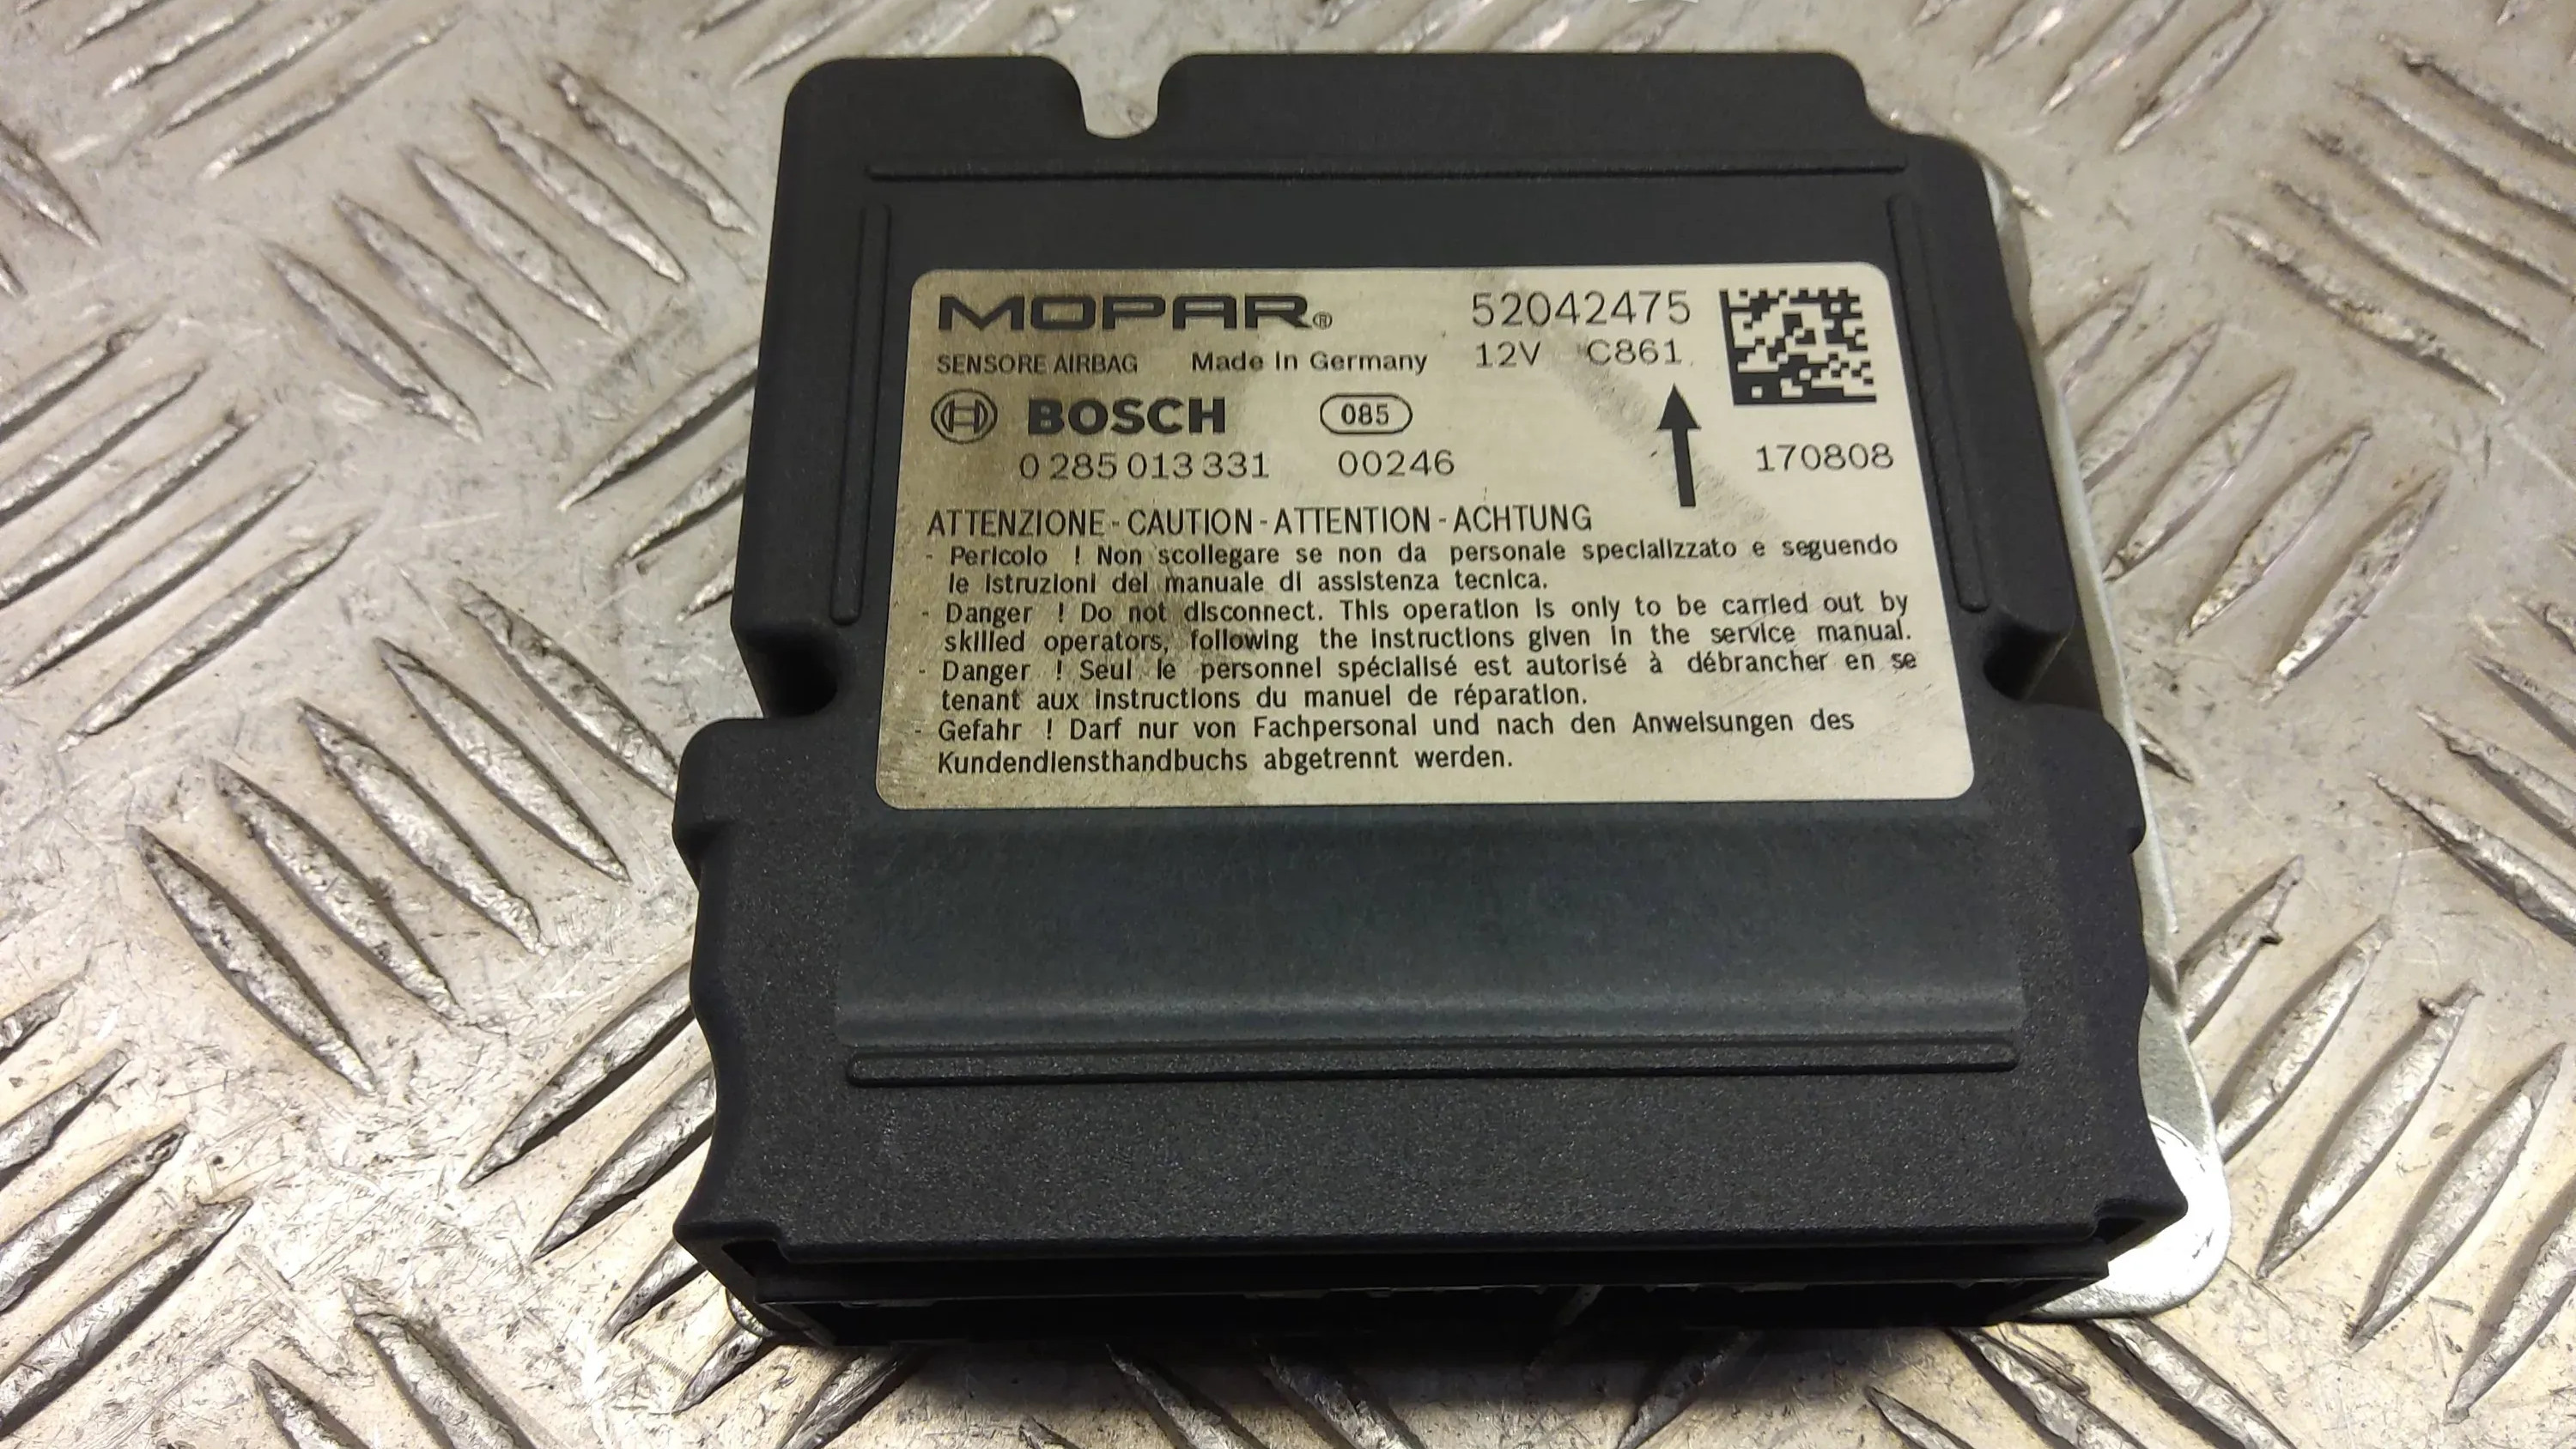 MOPAR® 52042475
SENSORE AIRBAG Made In Germany 12V C861
BOSCH 085
0 285 013 331 00246 170808
ATTENZIONE - CAUTION - ATTENTION - ACHTUNG
- Pericolo ! Non scollegare se non da personale specializzato e seguendo
le istruzioni del manuale di assistenza tecnica.
- Danger ! Do not disconnect. This operation is only to be carried out by
skilled operators, following the instructions given in the service manual.
- Danger ! Seul le personnel spécialisé est autorisé à débrancher en se
tenant aux instructions du manuel de réparation.
- Gefahr ! Darf nur von Fachpersonal und nach den Anweisungen des
Kundendiensthandbuchs abgetrennt werden.